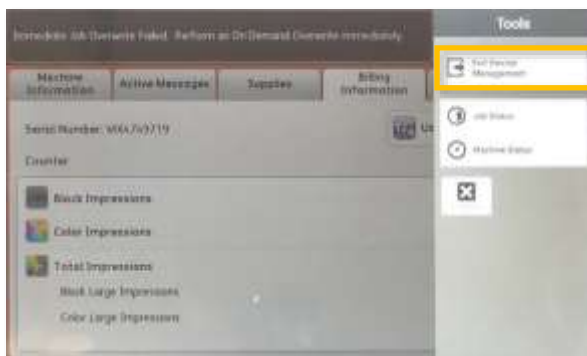 Immediate Job Overwrite Failed. Perform an On Demand Overwrite immediately.
Tools
Machine
Information
Active Messages
Supplies
Billing
Information
Exit Device
Management
Serial Number:
Us
Job Status
Counter
Machine Status
Black Impressions
Color Impressions
Total Impressions
Black Large Impressions
Color Large Impressions